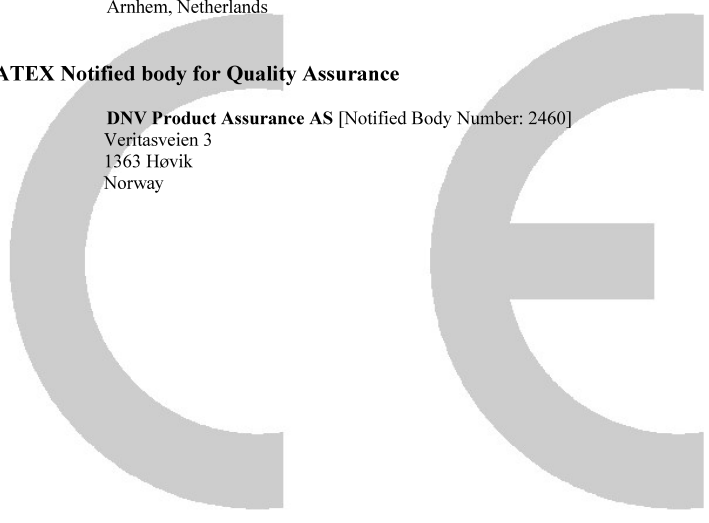 Arnhem, Netherlands
ATEX Notified body for Quality Assurance
DNV Product Assurance AS [Notified Body Number: 2460]
Veritasveien 3
1363 Høvik
Norway
CE